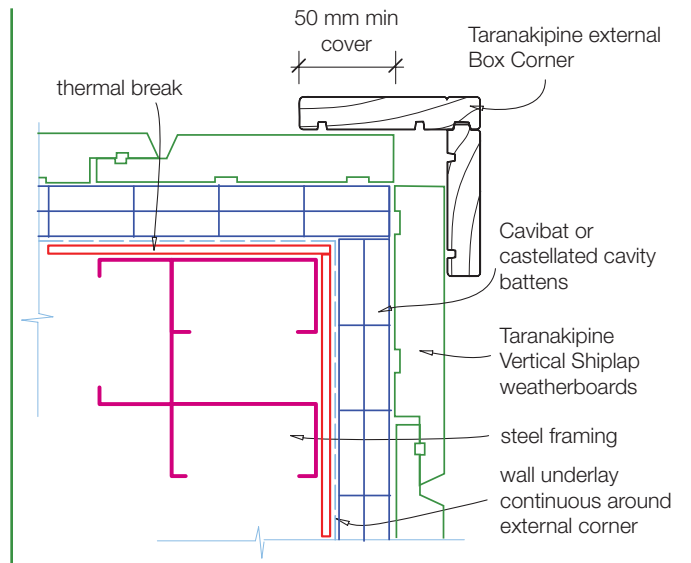 50 mm min
cover
Taranakipine external
Box Corner
thermal break
Cavibat or
castellated cavity
battens
Taranakipine
Vertical Shiplap
weatherboards
steel framing
wall underlay
continuous around
external corner